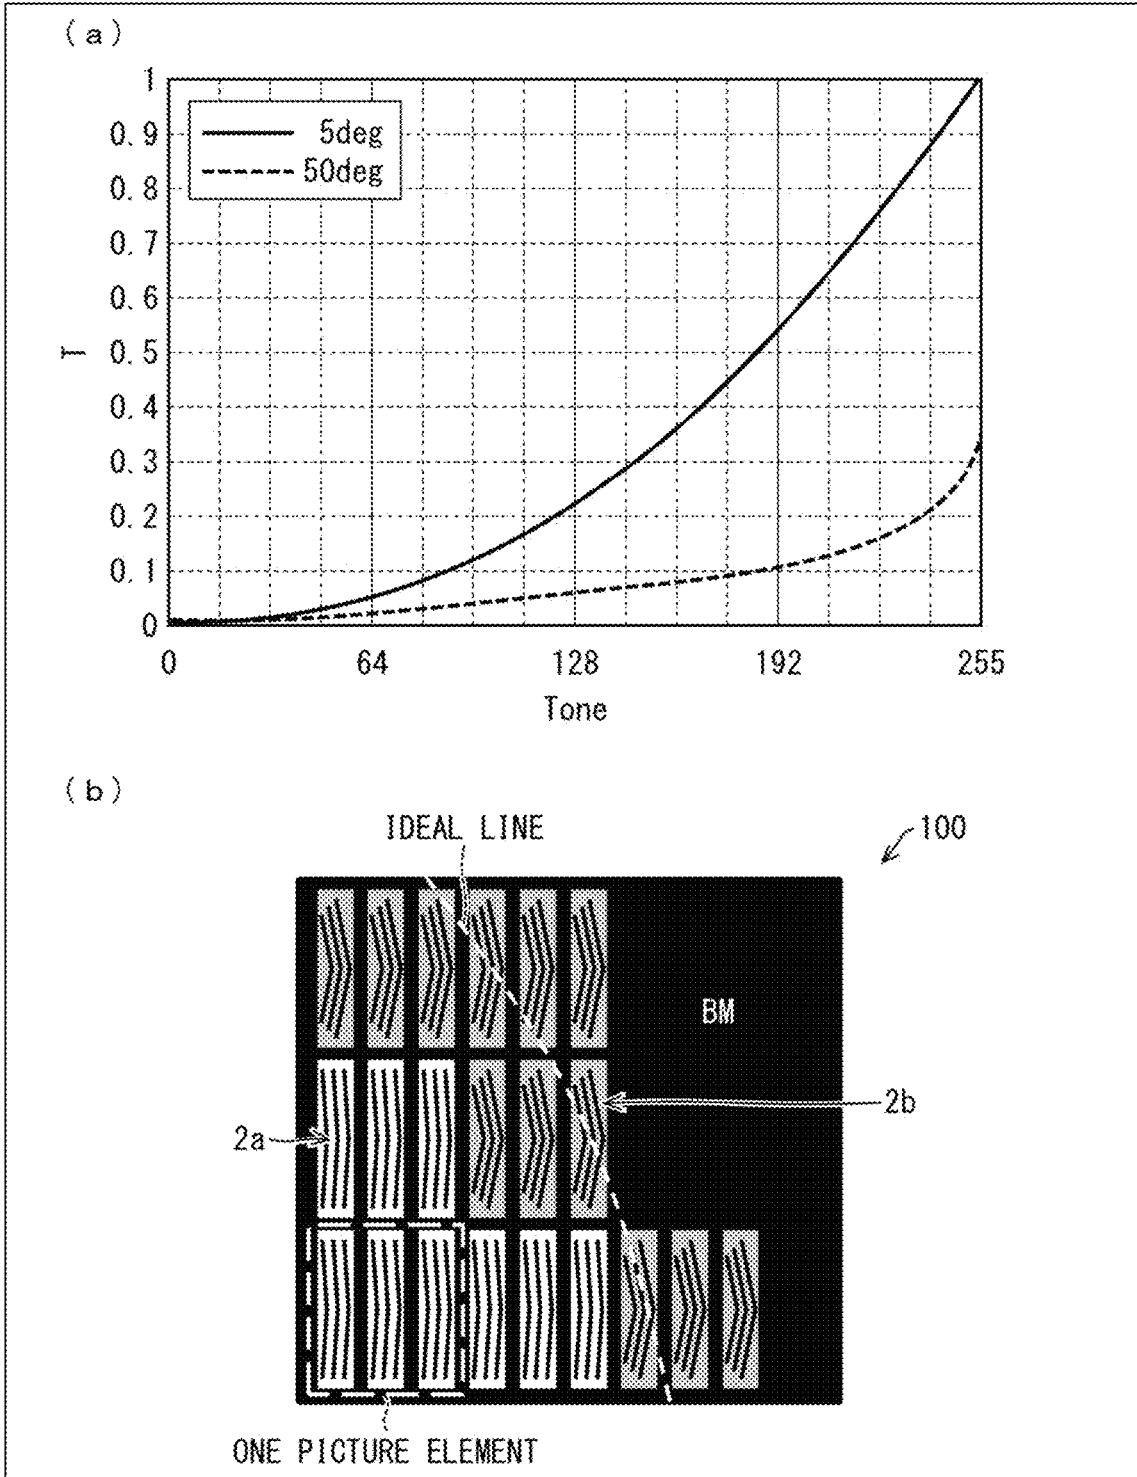 (a)
1
0.9
0.8
0.7
0.6
0.5
0.4
0.3
0.2
0.1
0
T
5deg
50deg
0 64 128 192 255
Tone
(b)
IDEAL LINE
100
BM
2a
2b
ONE PICTURE ELEMENT